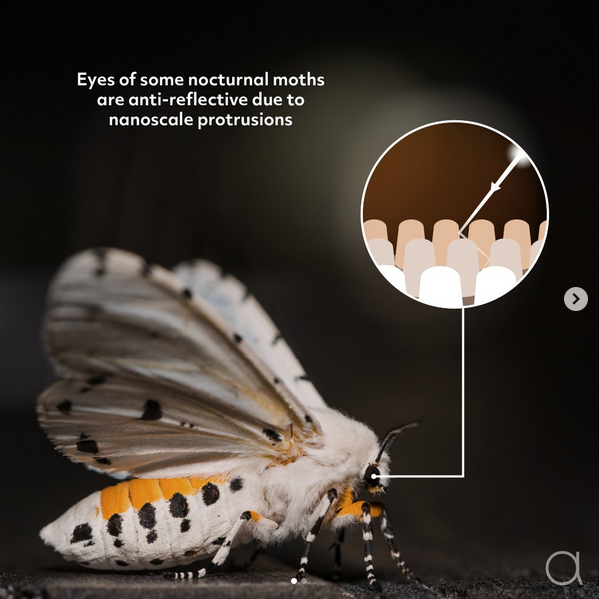 Eyes of some nocturnal moths
are anti-reflective due to
nanoscale protrusions
a